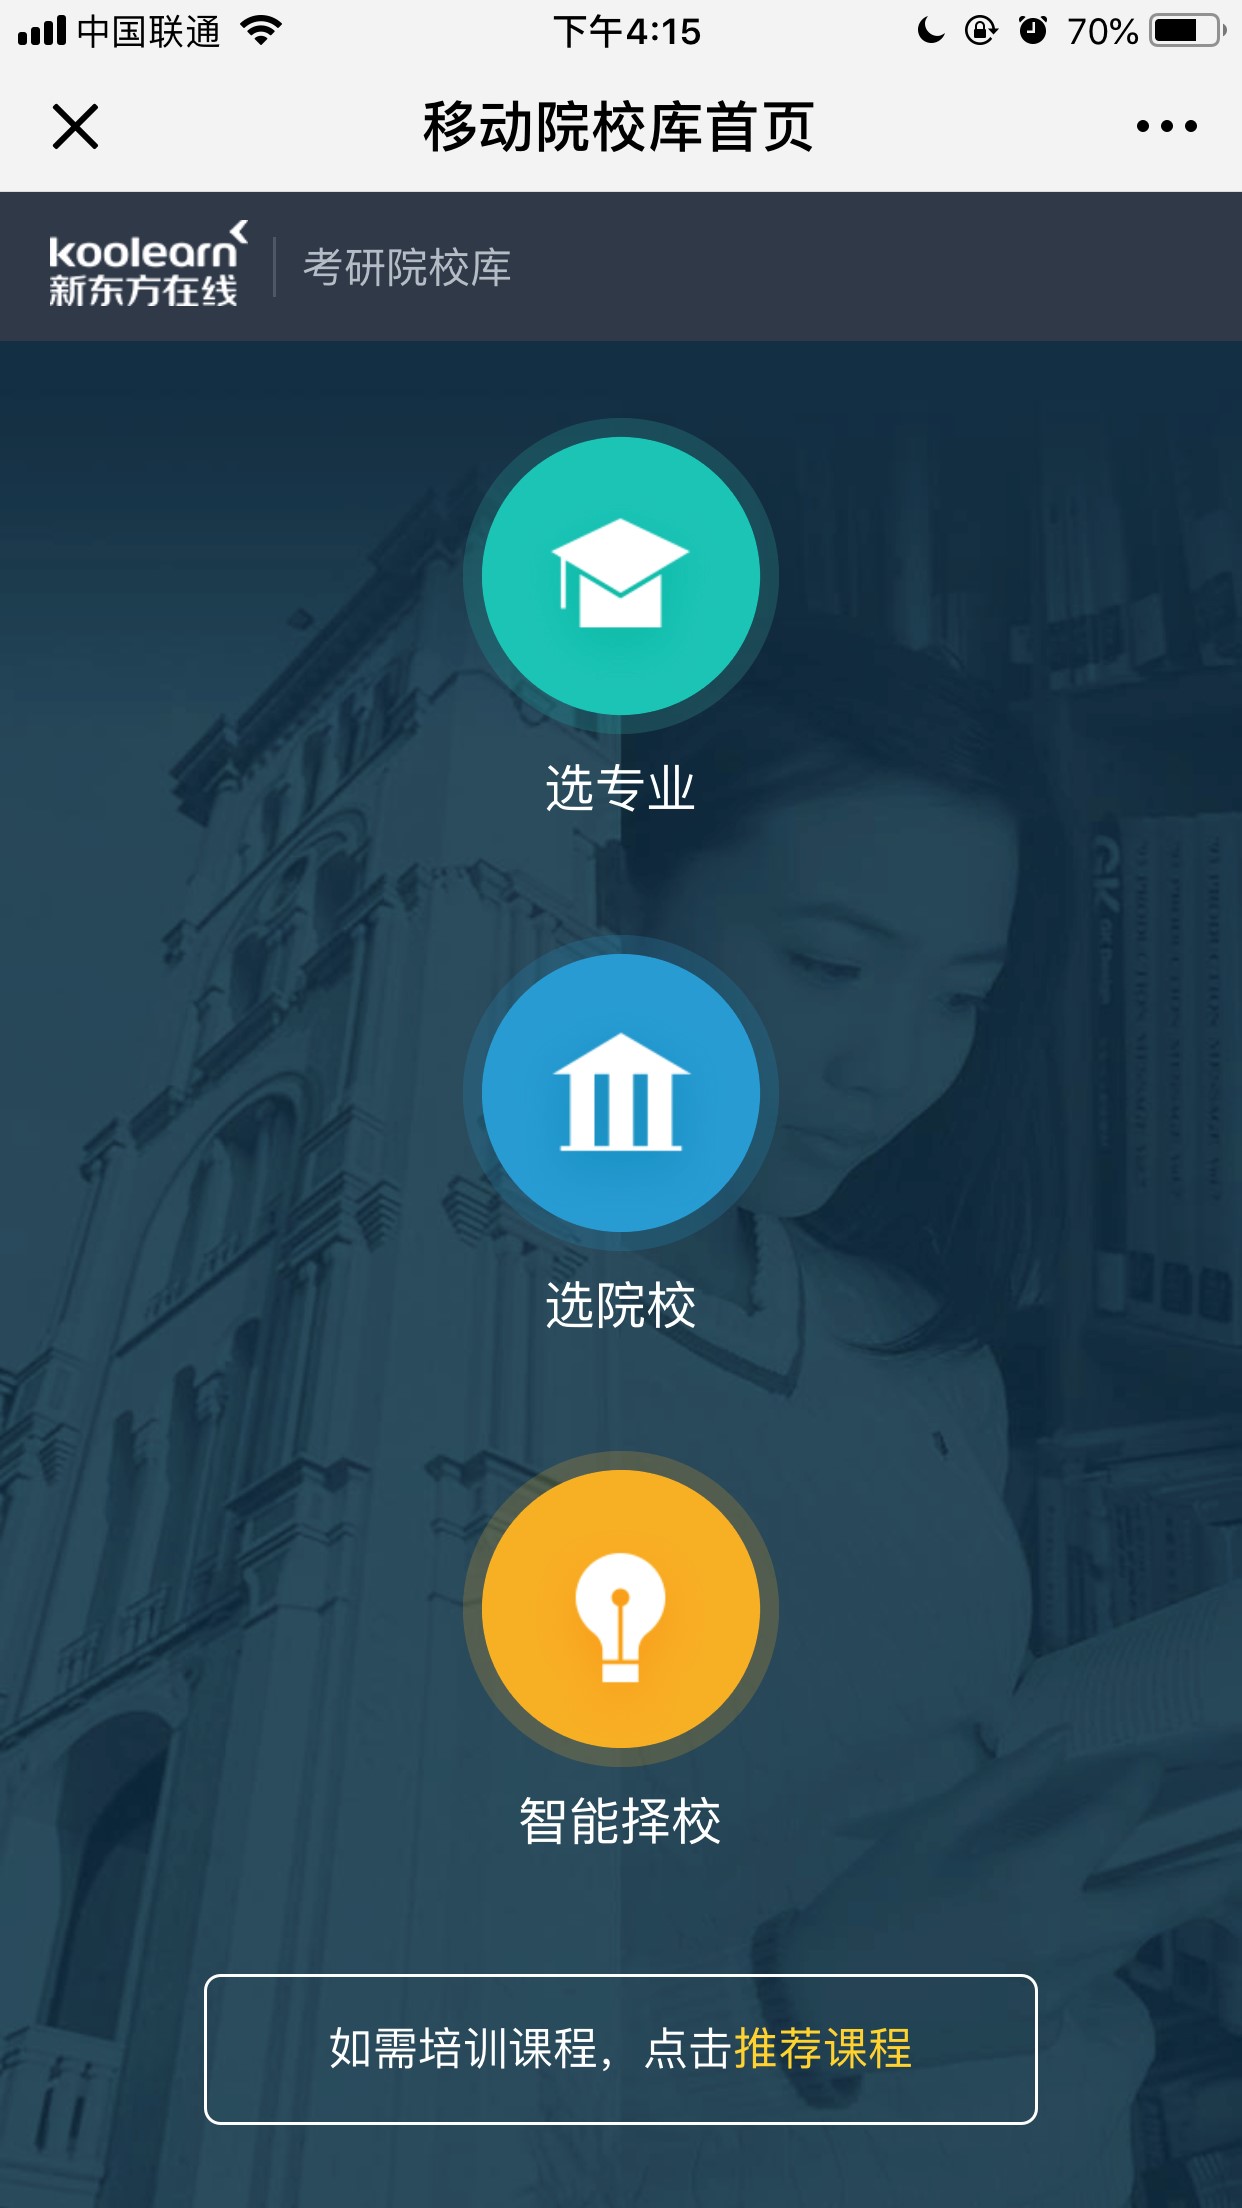 中国联通 下午4:15 70%
移动院校库首页
koolearn
新东方在线
考研院校库
选专业
选院校
智能择校
如需培训课程，点击推荐课程